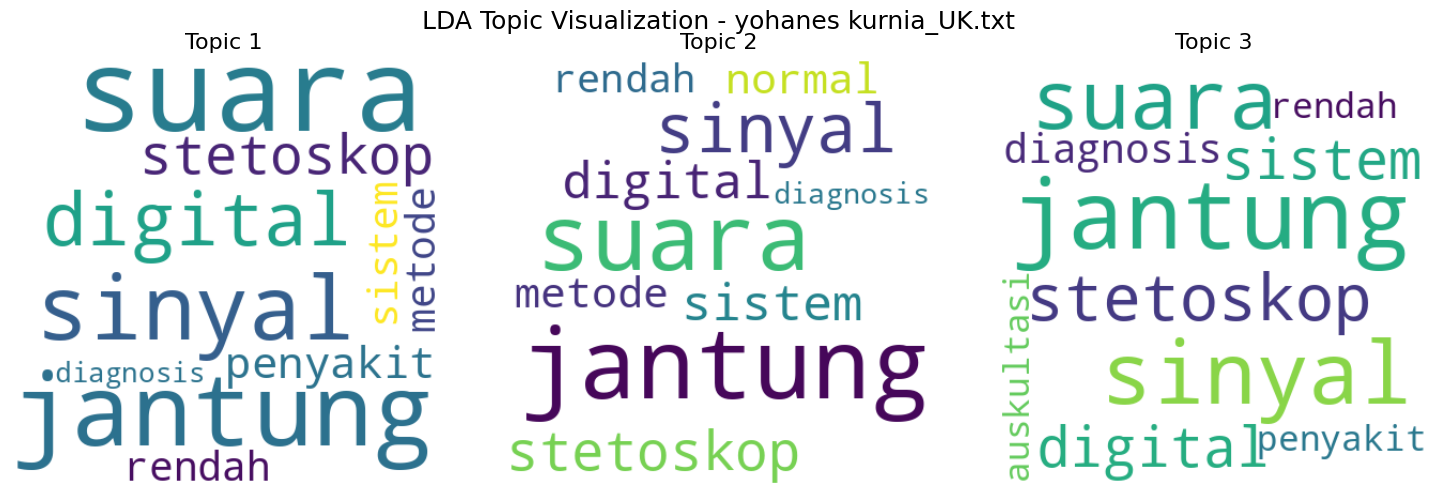 LDA Topic Visualization - yohanes kurnia_UK.txt
Topic 1
suara
stetoskop
digital
sistem
metode
sinyal
diagnosis
penyakit
jantung
rendah
Topic 2
rendah
normal
sinyal
digital
diagnosis
suara
metode
sistem
jantung
stetoskop
Topic 3
suara
rendah
diagnosis
sistem
jantung
stetoskop
auskultasi
sinyal
digital
penyakit